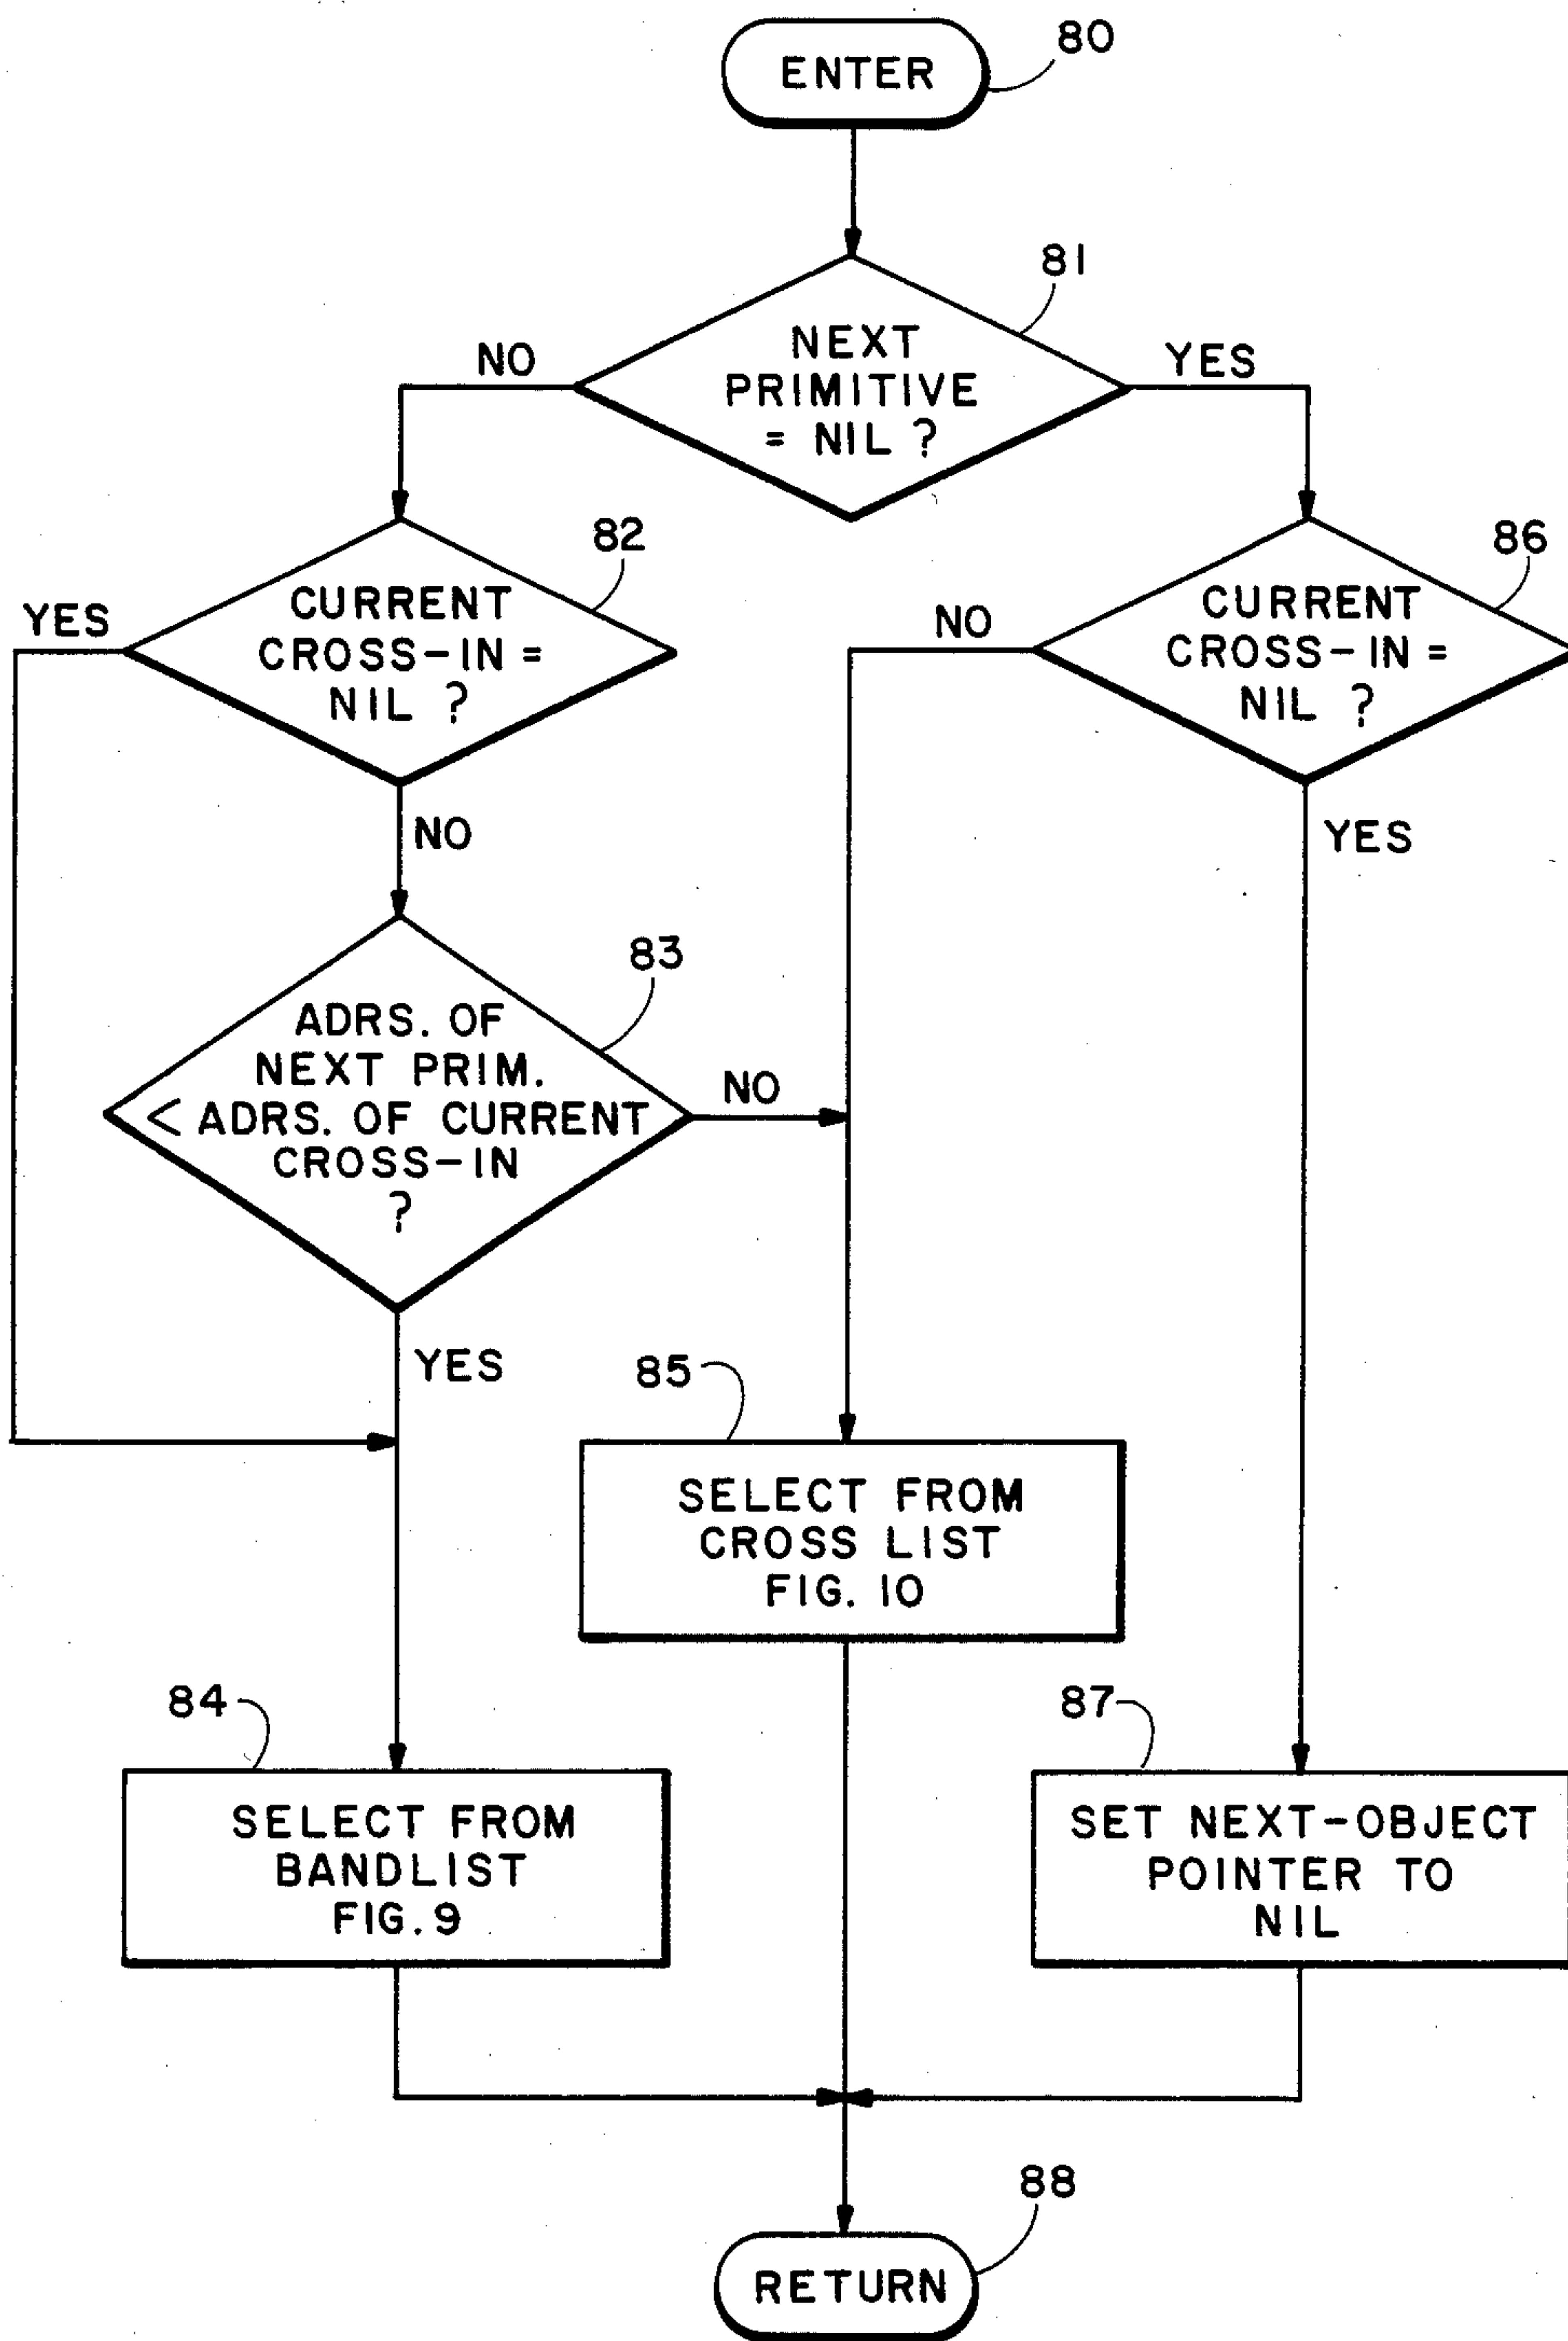 ENTER
80
81
NEXT
PRIMITIVE
= NIL ?
NO
YES
82
CURRENT
CROSS-IN =
NIL ?
YES
NO
86
CURRENT
CROSS-IN =
NIL ?
NO
YES
83
ADRS. OF
NEXT PRIM.
< ADRS. OF CURRENT
CROSS-IN
?
NO
YES
85
SELECT FROM
CROSS LIST
FIG. 10
84
SELECT FROM
BANDLIST
FIG. 9
87
SET NEXT-OBJECT
POINTER TO
NIL
88
RETURN